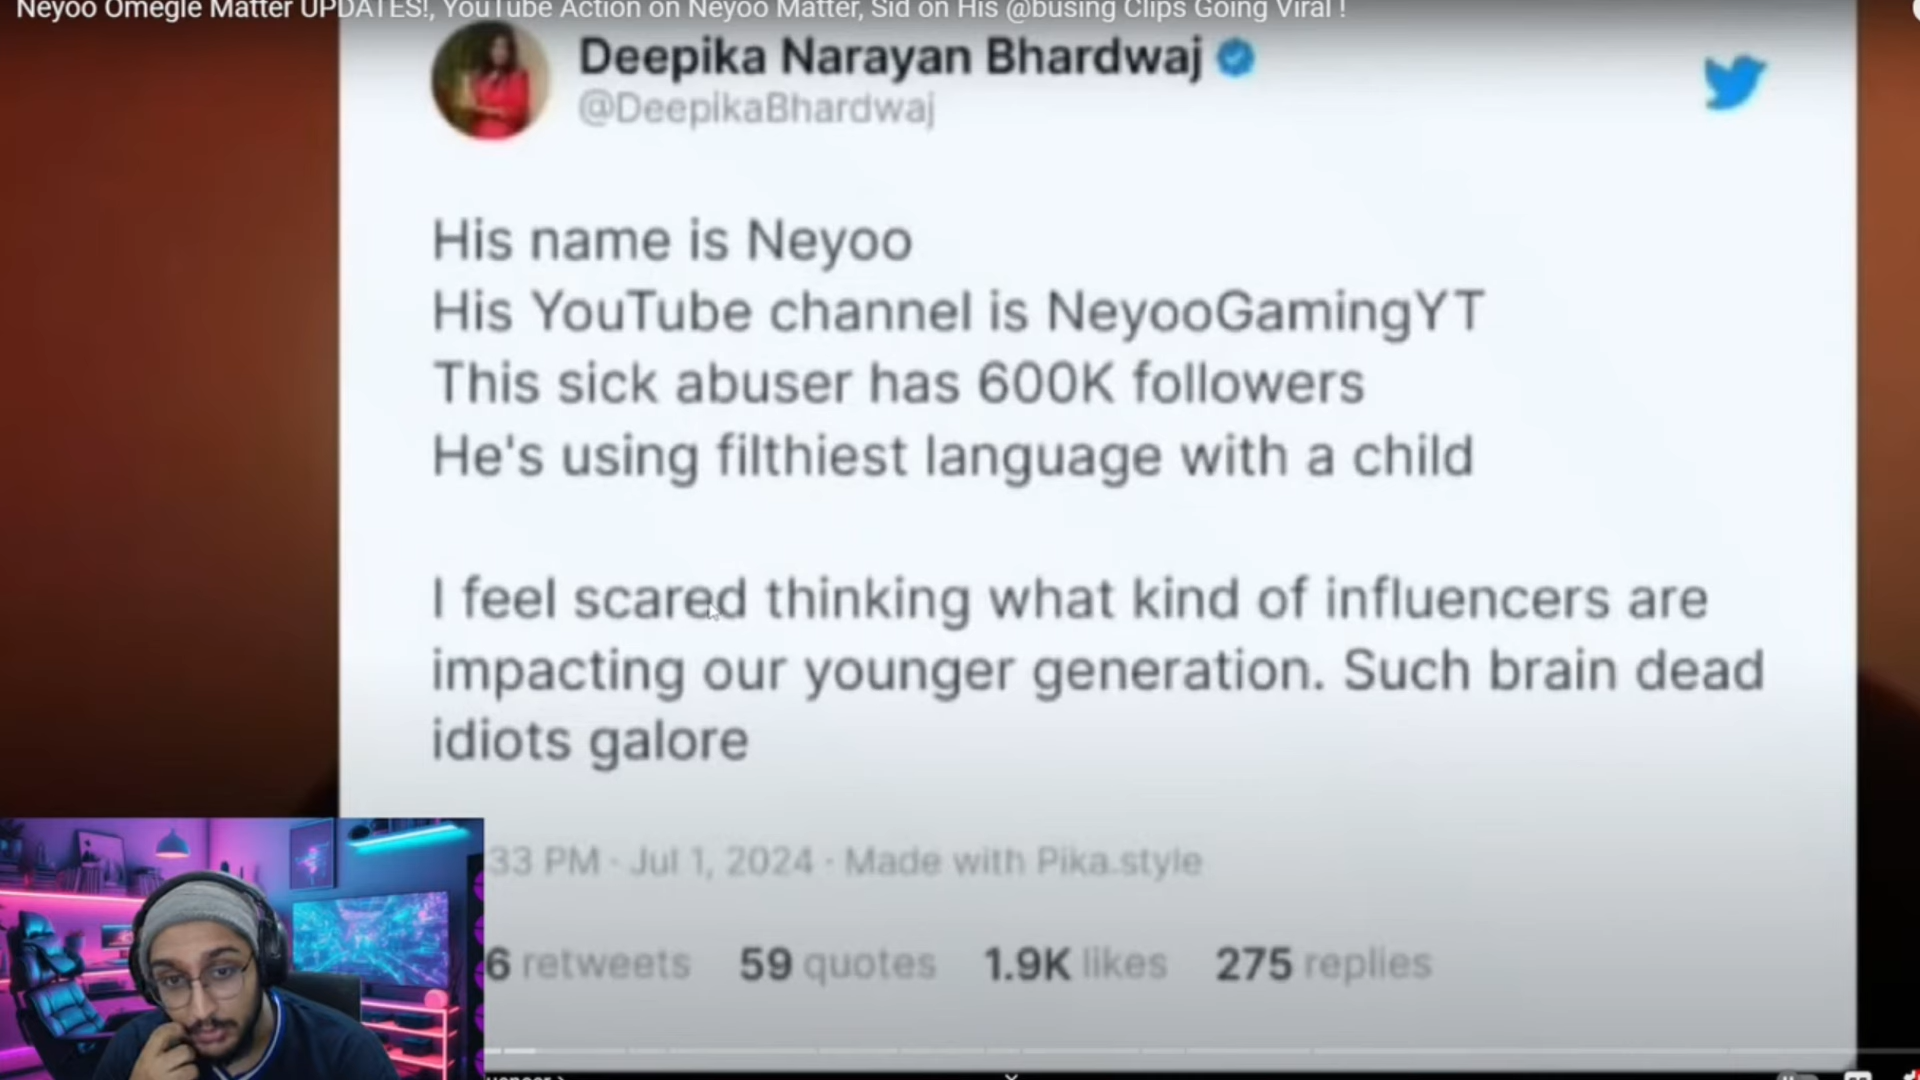 Neyoo Omegle Matter UPDATES!, YouTube Action on Neyoo Matter, Sid on His @busing Clips Going Viral !
Deepika Narayan Bhardwaj
@DeepikaBhardwaj
His name is Neyoo
His YouTube channel is NeyooGamingYT
This sick abuser has 600K followers
He's using filthiest language with a child
I feel scared thinking what kind of influencers are
impacting our younger generation. Such brain dead
idiots galore
33 PM · Jul 1, 2024 · Made with Pika.style
6 retweets 59 quotes 1.9K likes 275 replies